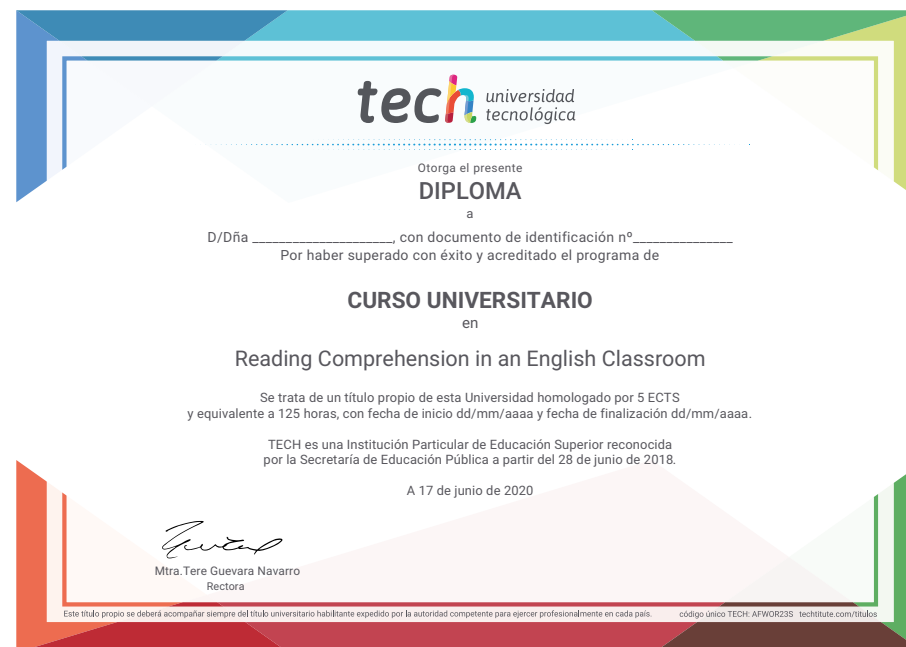 tech universidad
tecnológica
Otorga el presente
DIPLOMA
a
D/Dña _____________________, con documento de identificación nº_______________
Por haber superado con éxito y acreditado el programa de
CURSO UNIVERSITARIO
en
Reading Comprehension in an English Classroom
Se trata de un título propio de esta Universidad homologado por 5 ECTS
y equivalente a 125 horas, con fecha de inicio dd/mm/aaaa y fecha de finalización dd/mm/aaaa.
TECH es una Institución Particular de Educación Superior reconocida
por la Secretaría de Educación Pública a partir del 28 de junio de 2018.
A 17 de junio de 2020
Mtra.Tere Guevara Navarro
Rectora
Este título propio se deberá acompañar siempre del título universitario habilitante expedido por la autoridad competente para ejercer profesionalmente en cada país. código único TECH: AFWOR23S techtitute.com/titulos